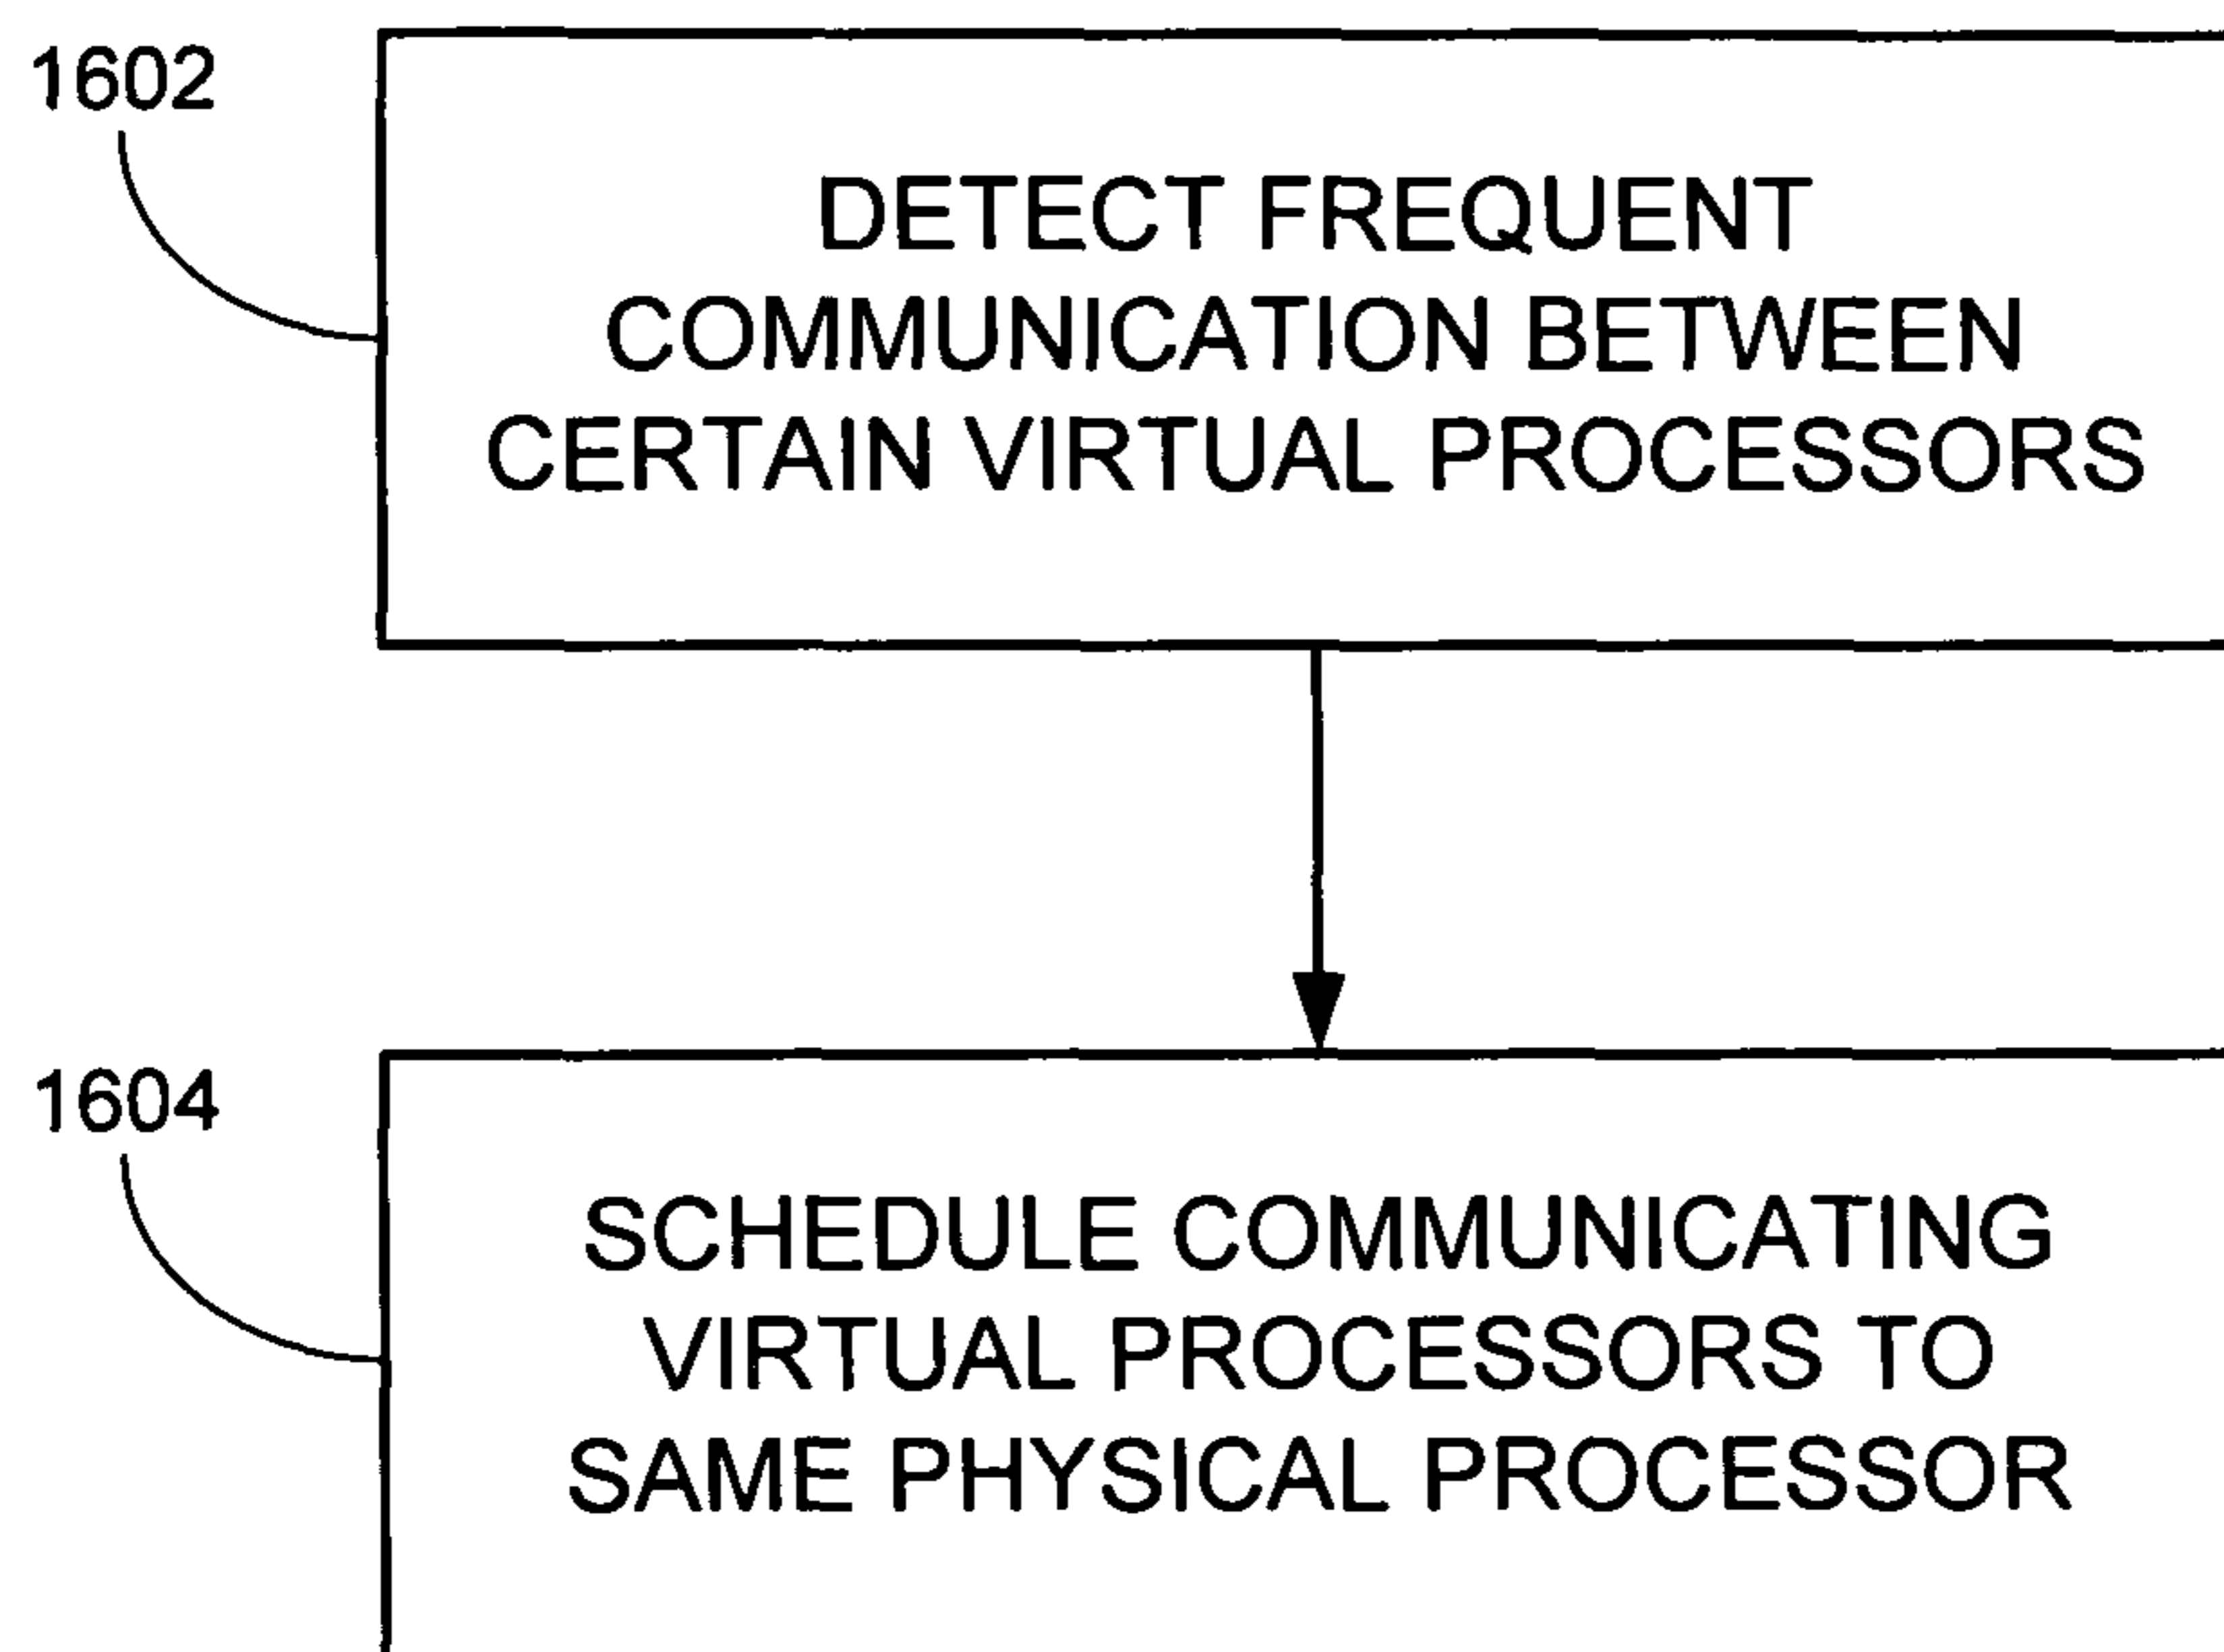 1602
DETECT FREQUENT
COMMUNICATION BETWEEN
CERTAIN VIRTUAL PROCESSORS
1604
SCHEDULE COMMUNICATING
VIRTUAL PROCESSORS TO
SAME PHYSICAL PROCESSOR